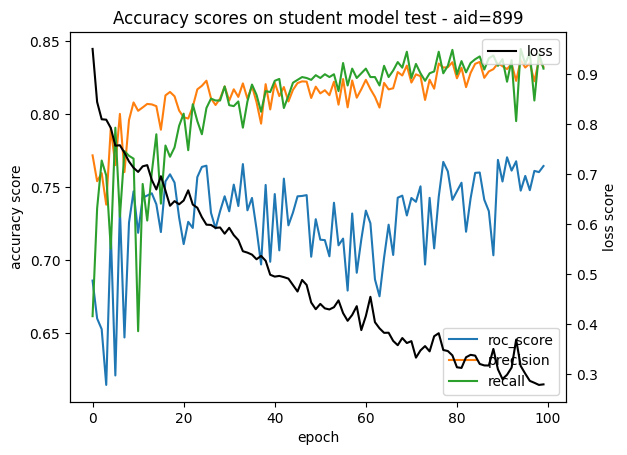 Accuracy scores on student model test - aid=899
accuracy score
0.85
0.80
0.75
0.70
0.65
loss
0.9
0.8
0.7
0.6
0.5
0.4
0.3
loss score
roc_score
precision
recall
0
20
40
60
80
100
epoch